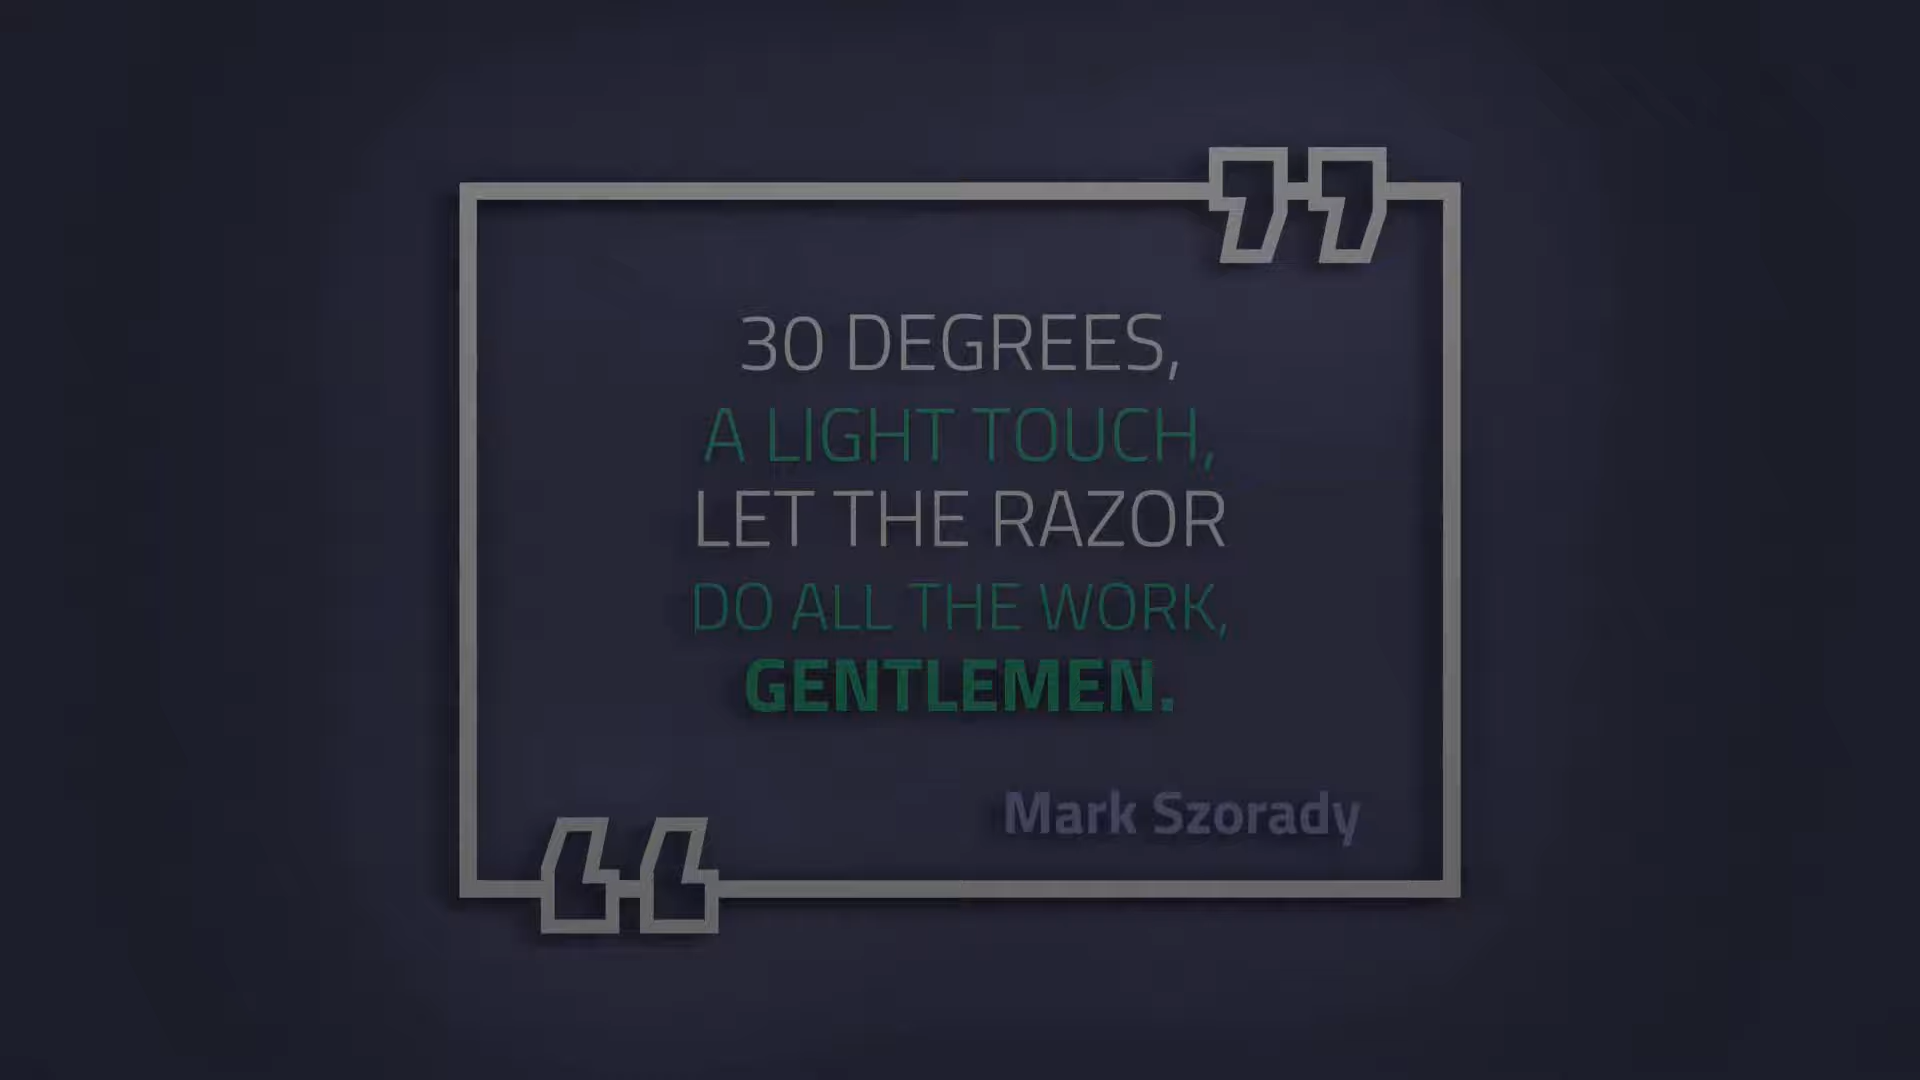 30 DEGREES,
A LIGHT TOUCH,
LET THE RAZOR
DO ALL THE WORK,
GENTLEMEN.
Mark Szorady